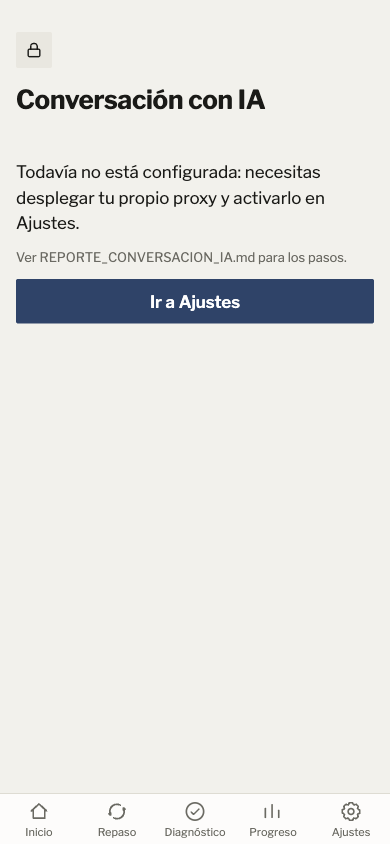 Conversación con IA
Todavía no está configurada: necesitas
desplegar tu propio proxy y activarlo en
Ajustes.
Ver REPORTE_CONVERSACION_IA.md para los pasos.
Ir a Ajustes
Inicio
Repaso
Diagnóstico
Progreso
Ajustes